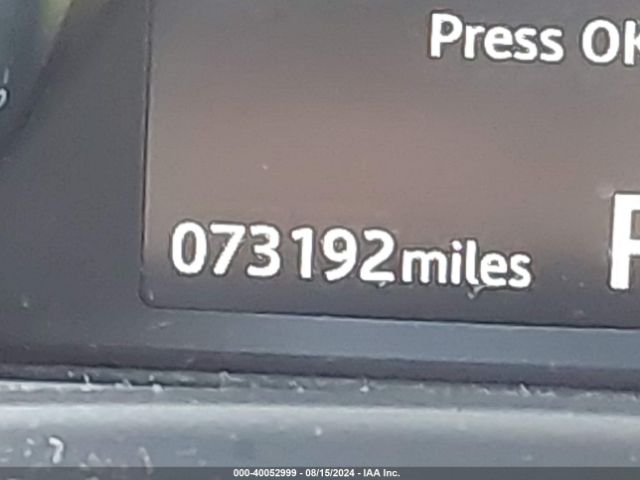 Press OK
073192miles
000-40052999 - 08/15/2024 - IAA Inc.